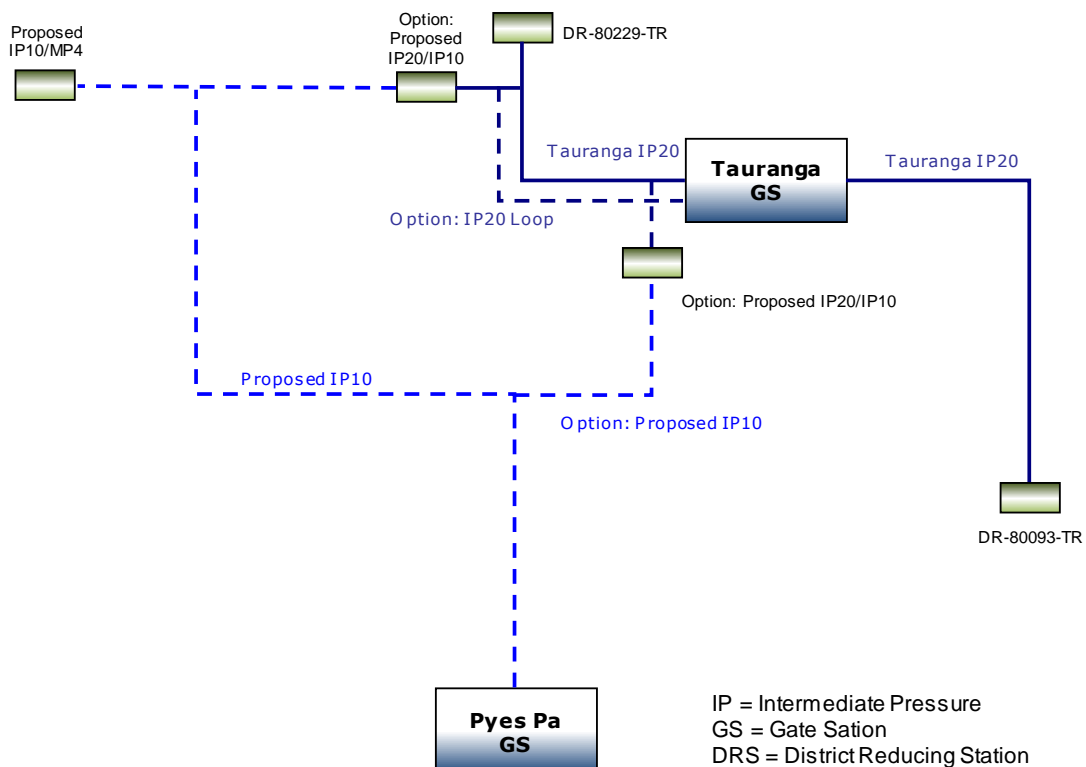 Proposed
IP10/MP4
Option:
Proposed
IP20/IP10
DR-80229-TR
Tauranga IP20
Tauranga
GS
Tauranga IP20
Option: IP20 Loop
Option: Proposed IP20/IP10
Proposed IP10
Option: Proposed IP10
DR-80093-TR
Pyes Pa
GS
IP = Intermediate Pressure
GS = Gate Sation
DRS = District Reducing Station